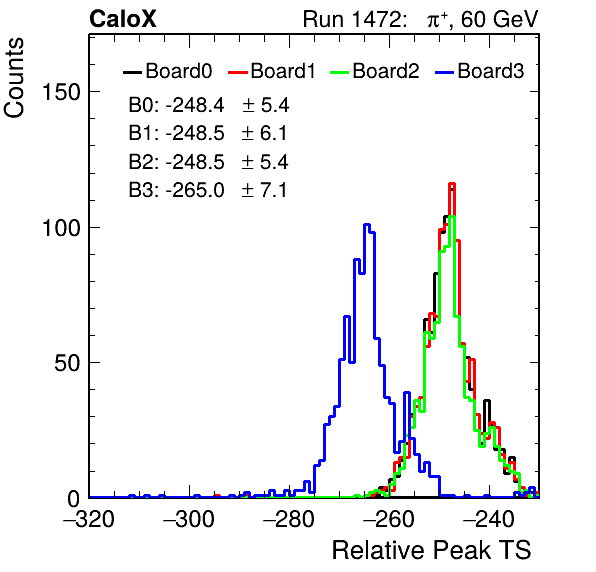 CaloX Run 1472: π⁺, 60 GeV
Counts
Board0 Board1 Board2 Board3
B0: -248.4 ± 5.4
B1: -248.5 ± 6.1
B2: -248.5 ± 5.4
B3: -265.0 ± 7.1
150
100
50
0
−320 −300 −280 −260 −240
Relative Peak TS